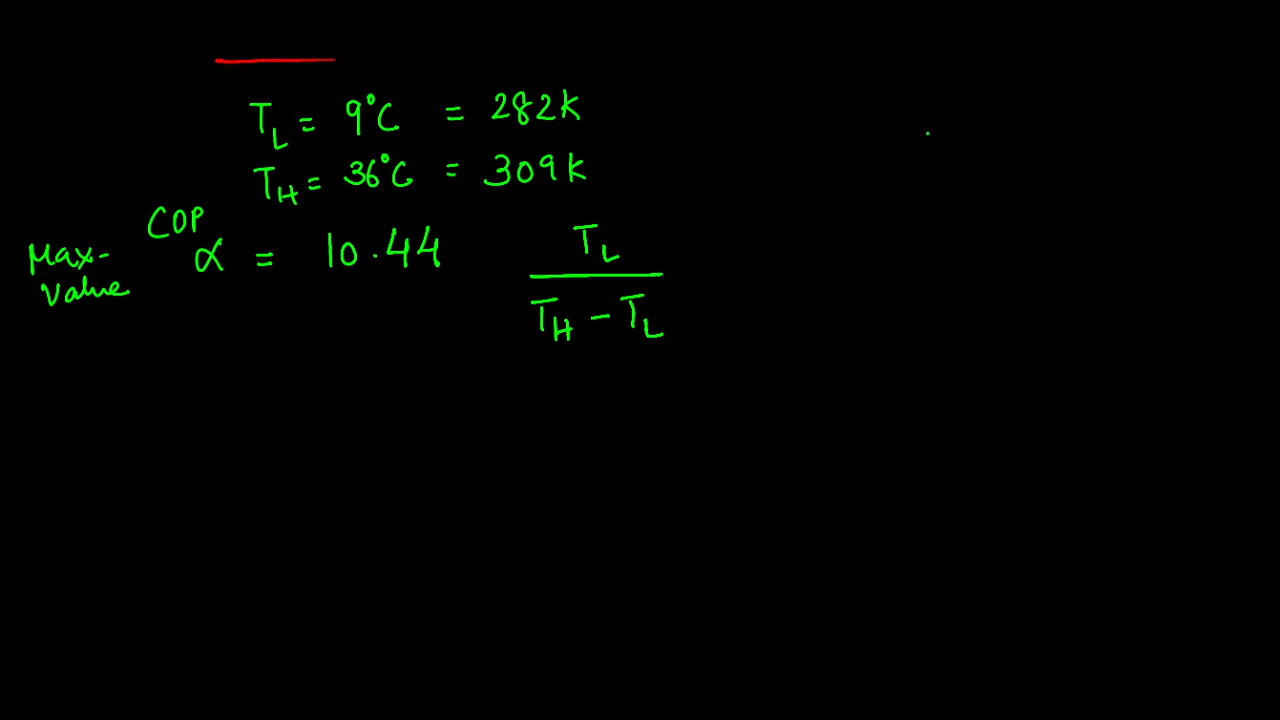 T_L = 9°C = 282K
T_H = 36°C = 309K
COP
Max- α = 10.44 T_L / (T_H - T_L)
Value